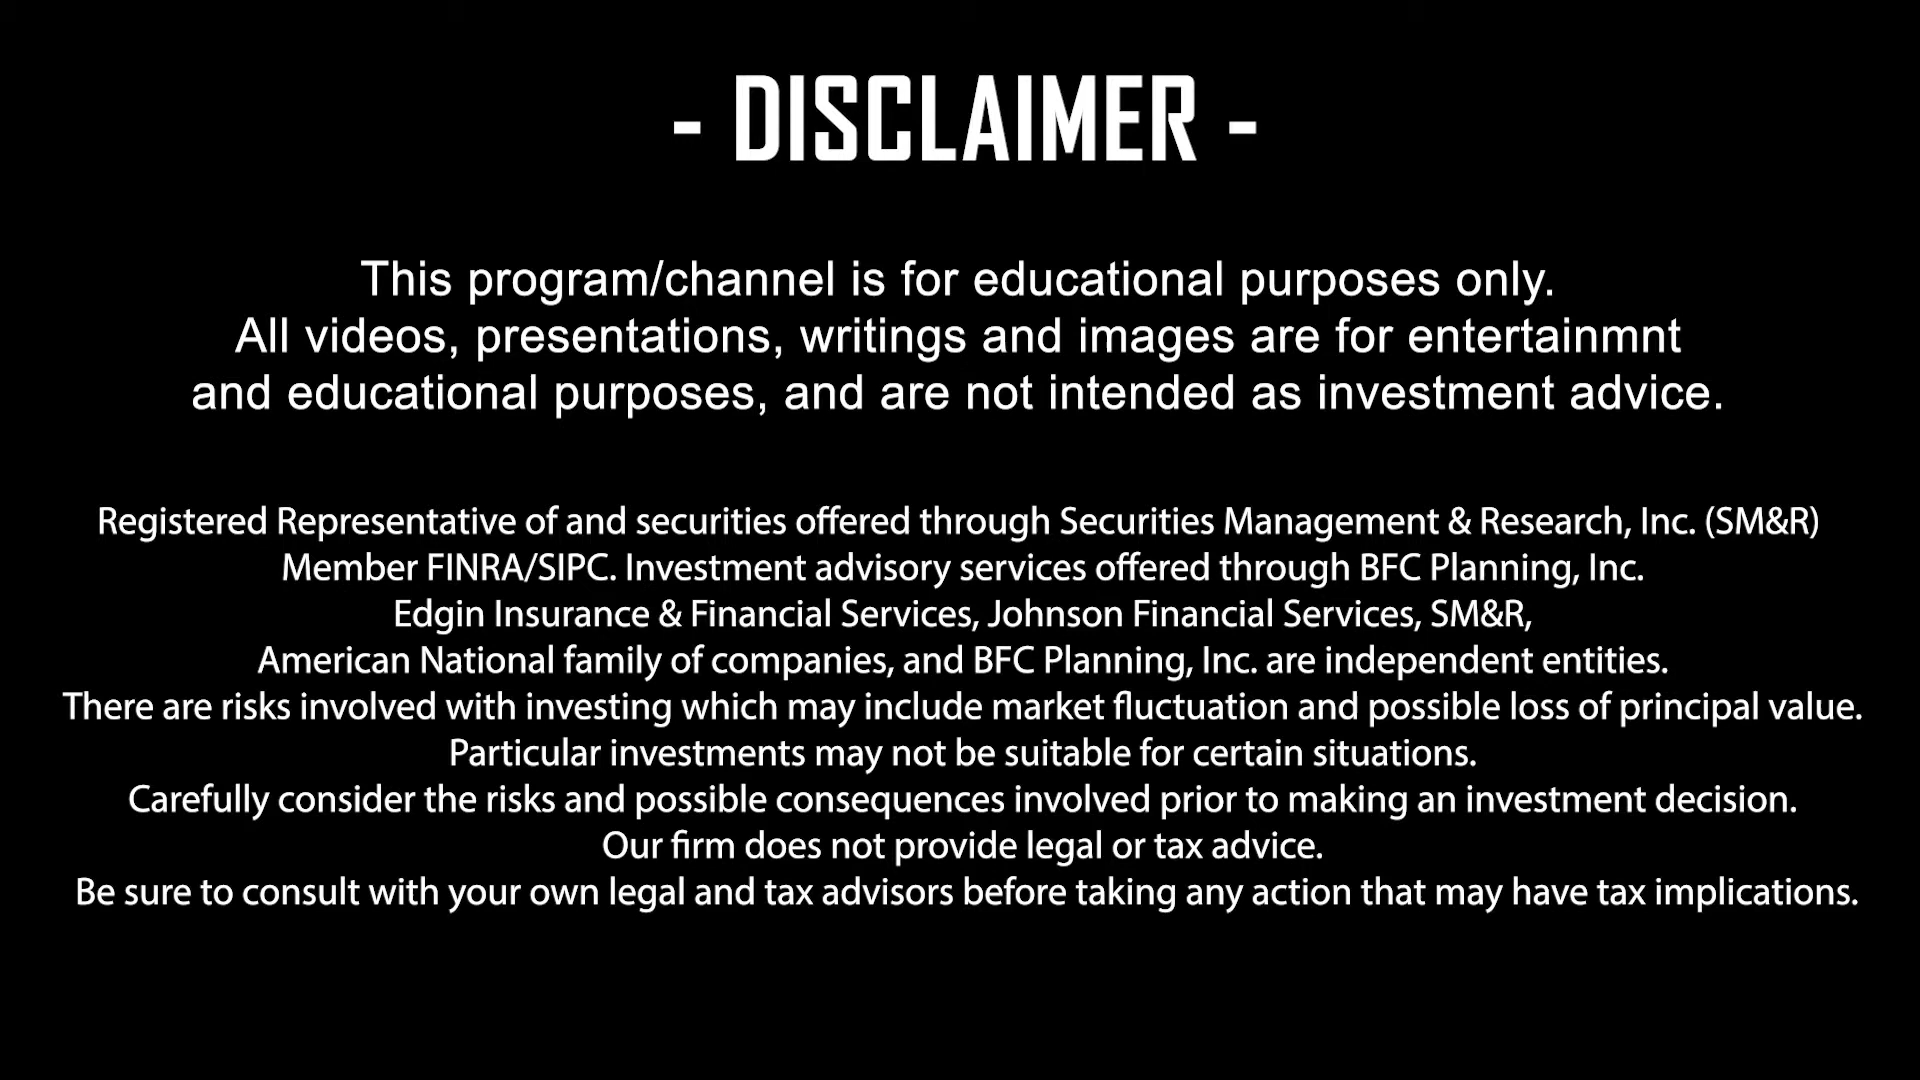 - DISCLAIMER -
This program/channel is for educational purposes only.
All videos, presentations, writings and images are for entertainmnt
and educational purposes, and are not intended as investment advice.
Registered Representative of and securities offered through Securities Management & Research, Inc. (SM&R)
Member FINRA/SIPC. Investment advisory services offered through BFC Planning, Inc.
Edgin Insurance & Financial Services, Johnson Financial Services, SM&R,
American National family of companies, and BFC Planning, Inc. are independent entities.
There are risks involved with investing which may include market fluctuation and possible loss of principal value.
Particular investments may not be suitable for certain situations.
Carefully consider the risks and possible consequences involved prior to making an investment decision.
Our firm does not provide legal or tax advice.
Be sure to consult with your own legal and tax advisors before taking any action that may have tax implications.